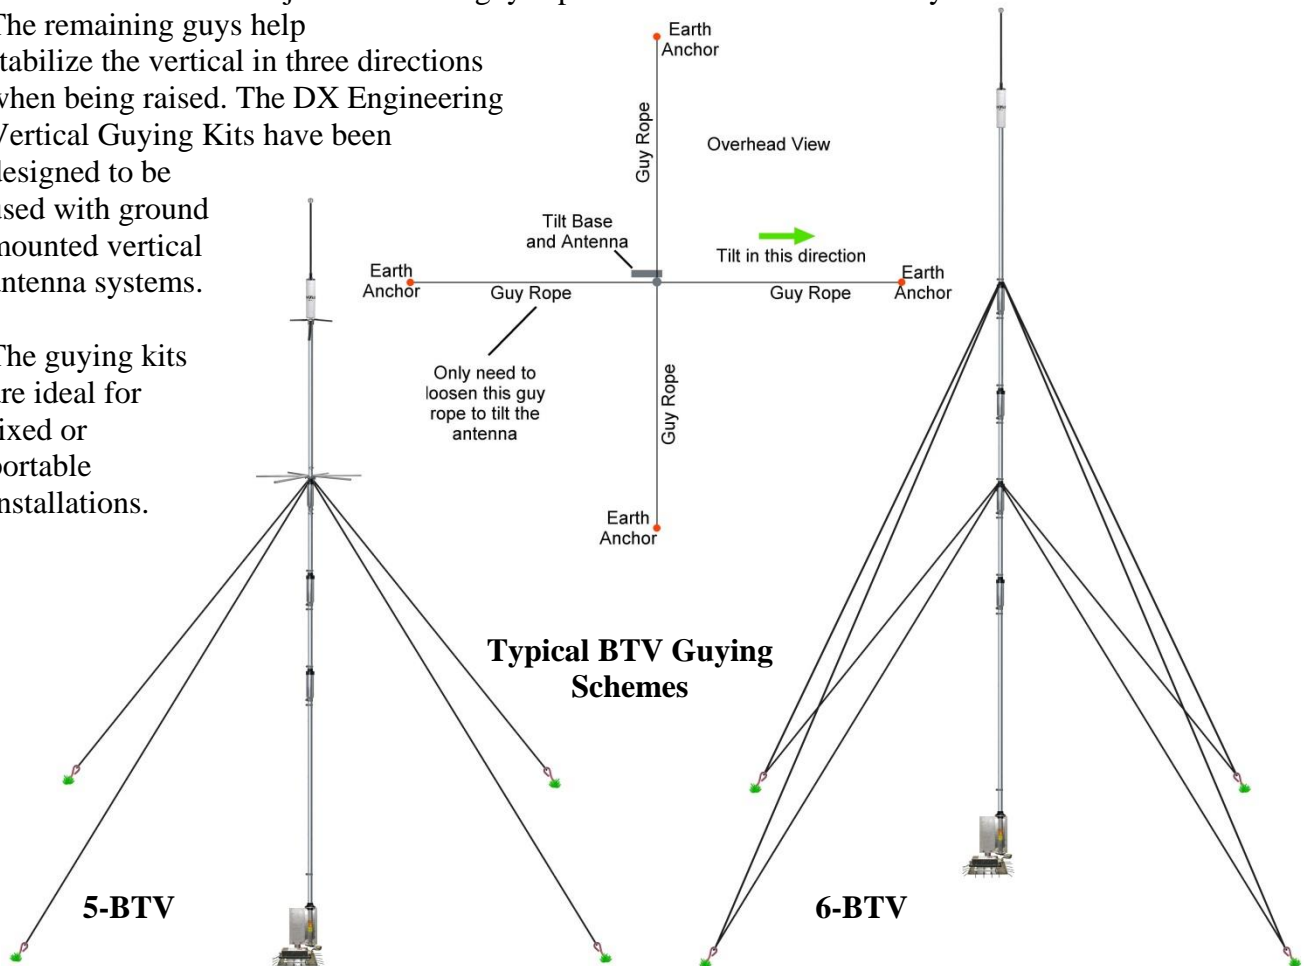 The remaining guys help
stabilize the vertical in three directions
when being raised. The DX Engineering
Vertical Guying Kits have been
designed to be
used with ground
mounted vertical
antenna systems.
The guying kits
are ideal for
fixed or
portable
installations.
Earth
Anchor
Guy Rope
Overhead View
Tilt Base
and Antenna
Tilt in this direction
Earth
Anchor
Guy Rope
Guy Rope
Earth
Anchor
Only need to
loosen this guy
rope to tilt the
antenna
Guy Rope
Earth
Anchor
Typical BTV Guying
Schemes
5-BTV
6-BTV